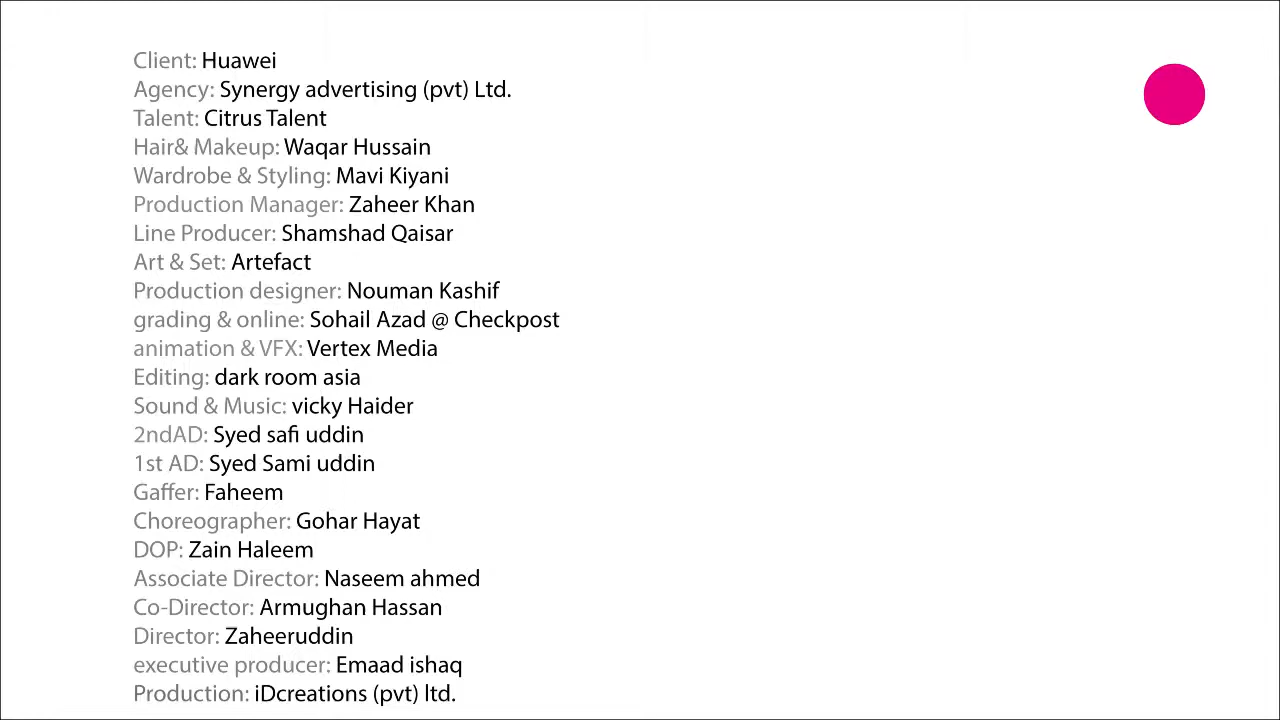 Client: Huawei
Agency: Synergy advertising (pvt) Ltd.
Talent: Citrus Talent
Hair& Makeup: Waqar Hussain
Wardrobe & Styling: Mavi Kiyani
Production Manager: Zaheer Khan
Line Producer: Shamshad Qaisar
Art & Set: Artefact
Production designer: Nouman Kashif
grading & online: Sohail Azad @ Checkpost
animation & VFX: Vertex Media
Editing: dark room asia
Sound & Music: vicky Haider
2ndAD: Syed safi uddin
1st AD: Syed Sami uddin
Gaffer: Faheem
Choreographer: Gohar Hayat
DOP: Zain Haleem
Associate Director: Naseem ahmed
Co-Director: Armughan Hassan
Director: Zaheeruddin
executive producer: Emaad ishaq
Production: iDcreations (pvt) ltd.